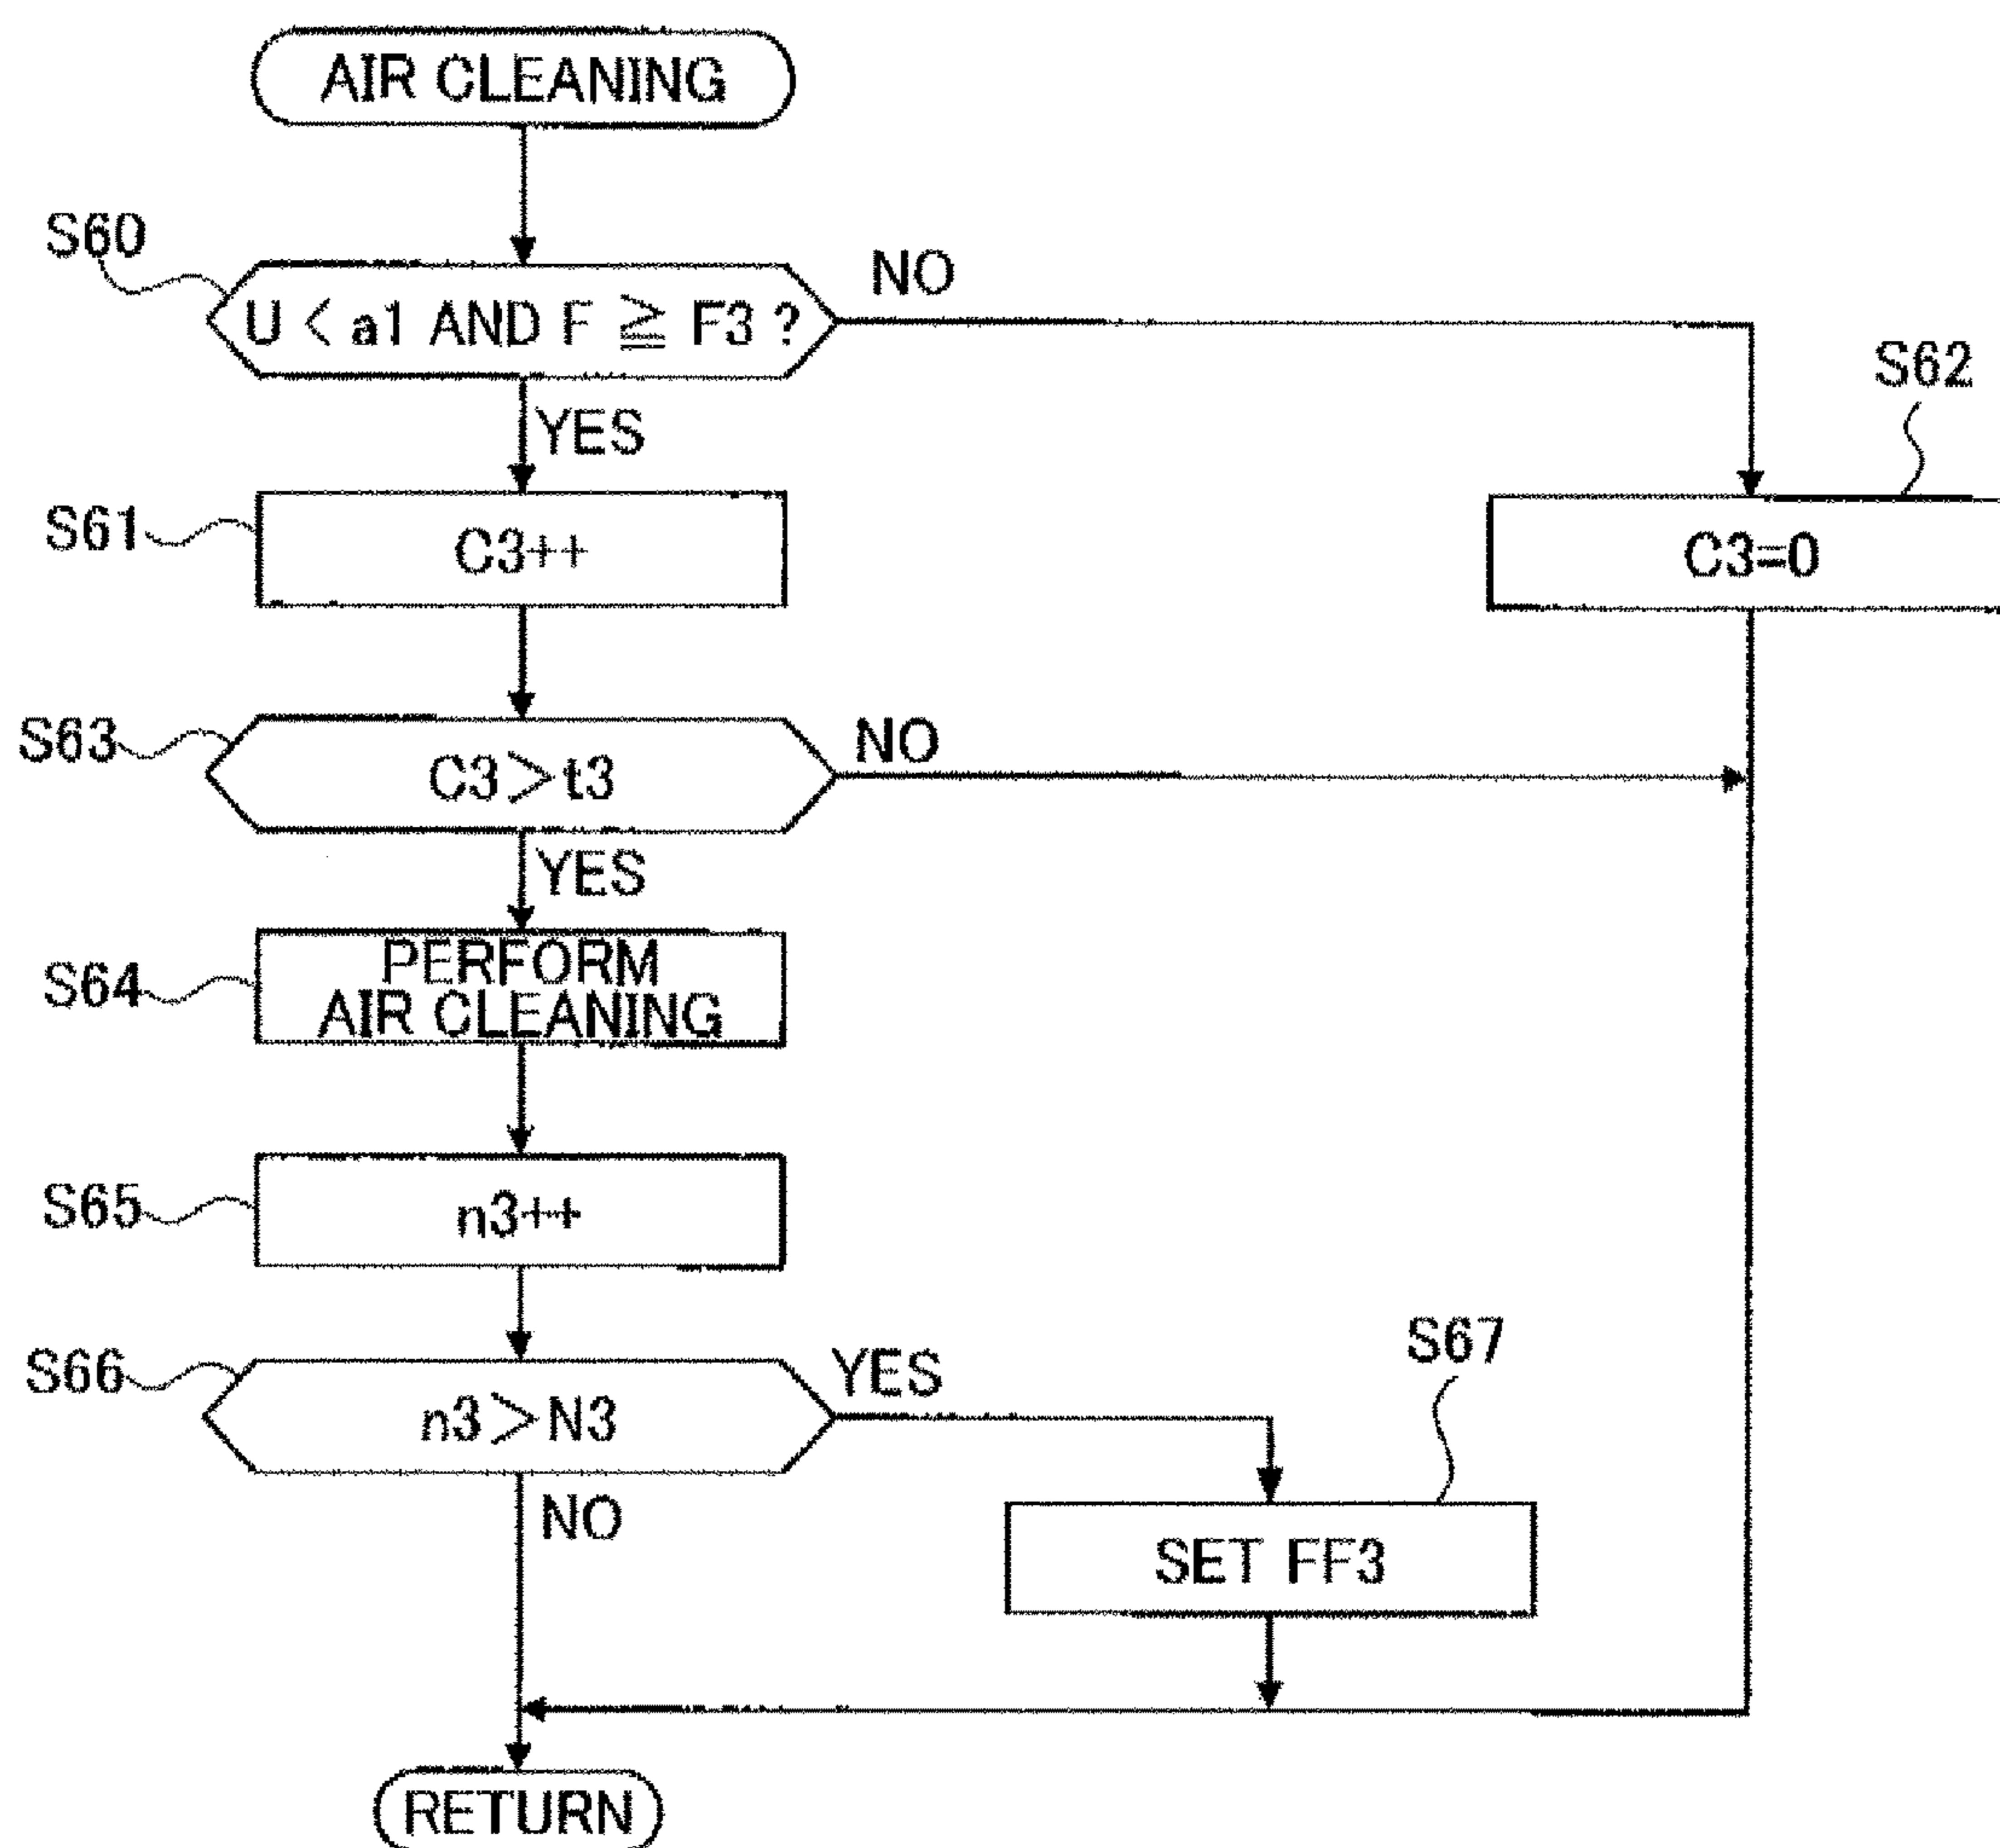 AIR CLEANING
S60
U < a1 AND F ≧ F3 ?
NO
YES
S62
S61
C3++
C3=0
S63
C3>t3
NO
YES
S64
PERFORM
AIR CLEANING
S65
n3++
S66
n3>N3
YES
S67
NO
SET FF3
RETURN